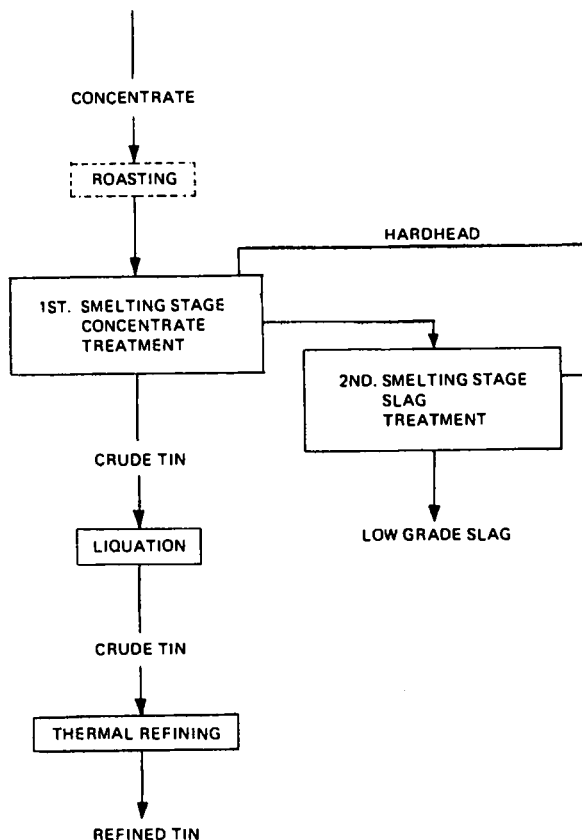 CONCENTRATE
ROASTING
HARDHEAD
1ST. SMELTING STAGE
CONCENTRATE
TREATMENT
2ND. SMELTING STAGE
SLAG
TREATMENT
CRUDE TIN
LOW GRADE SLAG
LIQUATION
CRUDE TIN
THERMAL REFINING
REFINED TIN